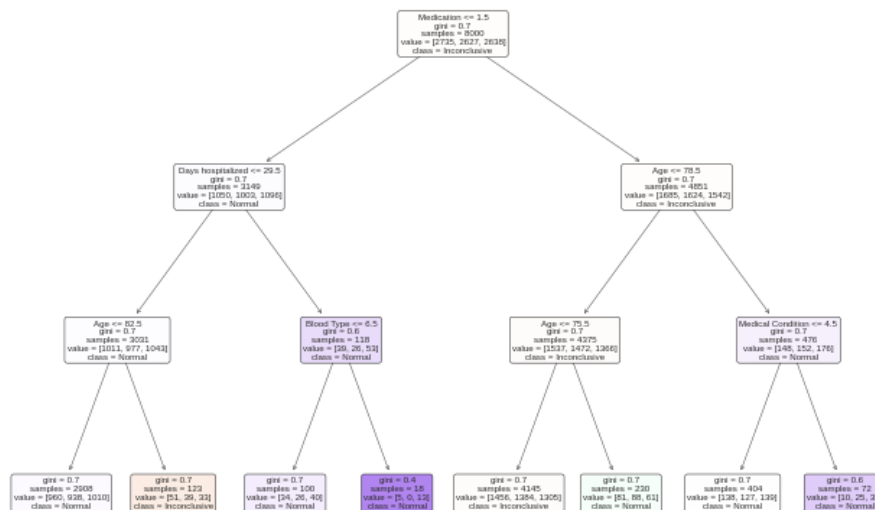 Medication <= 1.5
gini = 0.7
samples = 8000
value = [2735, 2627, 2638]
class = Inconclusive
Days hospitalized <= 29.5
gini = 0.7
samples = 3149
value = [1050, 1003, 1096]
class = Normal
Age <= 78.5
gini = 0.7
samples = 4851
value = [1685, 1624, 1542]
class = Inconclusive
Age <= 82.5
gini = 0.7
samples = 3031
value = [1011, 977, 1043]
class = Normal
Blood Type <= 6.5
gini = 0.6
samples = 118
value = [39, 26, 53]
class = Normal
Age <= 75.5
gini = 0.7
samples = 4375
value = [1537, 1472, 1366]
class = Inconclusive
Medical Condition <= 4.5
gini = 0.7
samples = 476
value = [148, 152, 176]
class = Normal
gini = 0.7
samples = 2908
value = [960, 938, 1010]
class = Normal
gini = 0.7
samples = 123
value = [51, 39, 33]
class = Inconclusive
gini = 0.7
samples = 100
value = [34, 26, 40]
class = Normal
gini = 0.4
samples = 18
value = [5, 0, 13]
class = Normal
gini = 0.7
samples = 4145
value = [1456, 1384, 1305]
class = Inconclusive
gini = 0.7
samples = 230
value = [81, 88, 61]
class = Abnormal
gini = 0.7
samples = 404
value = [138, 127, 139]
class = Normal
gini = 0.6
samples = 72
value = [10, 25, 3
class = Normal